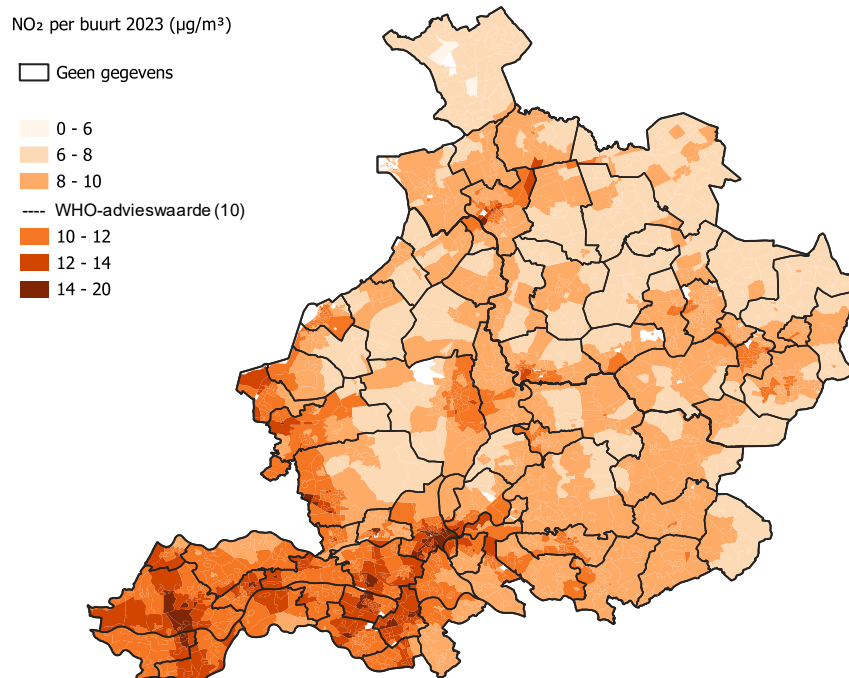 NO₂ per buurt 2023 (µg/m³)
Geen gegevens
0 - 6
6 - 8
8 - 10
WHO-advieswaarde (10)
10 - 12
12 - 14
14 - 20